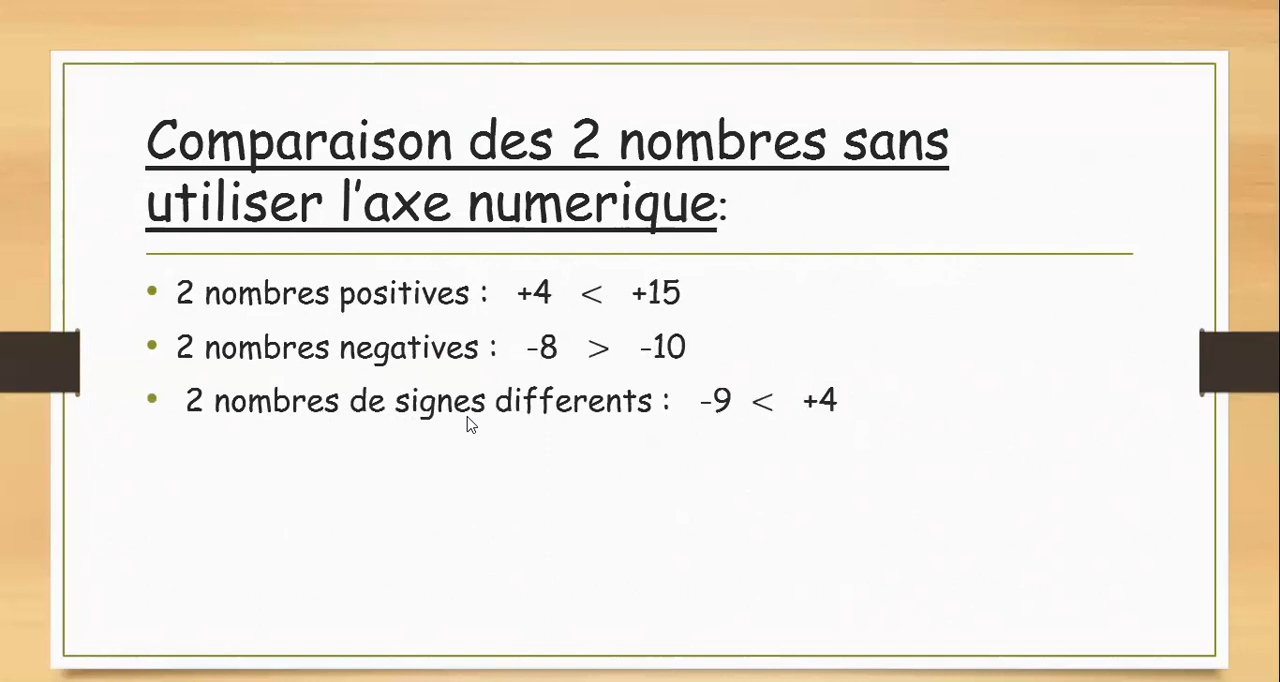 Comparaison des 2 nombres sans
utiliser l'axe numerique:
• 2 nombres positives : +4 < +15
• 2 nombres negatives : -8 > -10
• 2 nombres de signes differents : -9 < +4